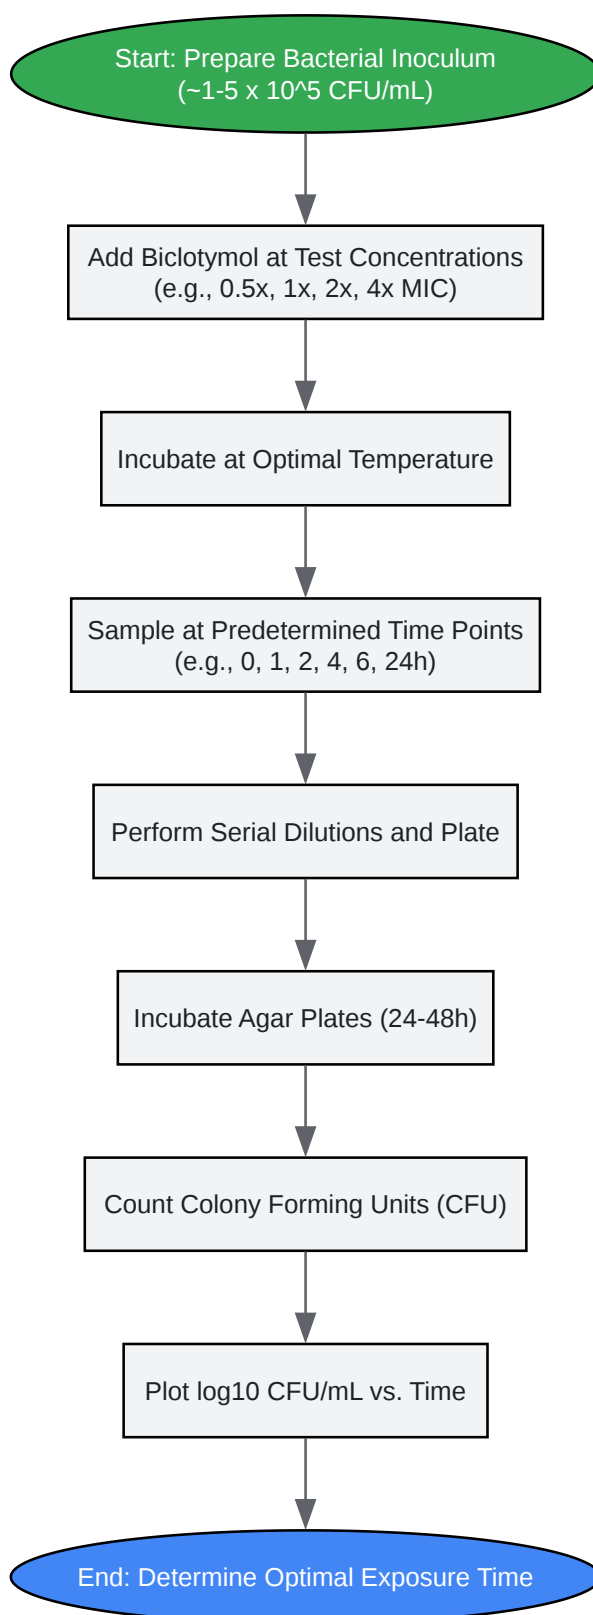 Start: Prepare Bacterial Inoculum
(~1-5 x 10^5 CFU/mL)
Add Biclotymol at Test Concentrations
(e.g., 0.5x, 1x, 2x, 4x MIC)
Incubate at Optimal Temperature
Sample at Predetermined Time Points
(e.g., 0, 1, 2, 4, 6, 24h)
Perform Serial Dilutions and Plate
Incubate Agar Plates (24-48h)
Count Colony Forming Units (CFU)
Plot log10 CFU/mL vs. Time
End: Determine Optimal Exposure Time